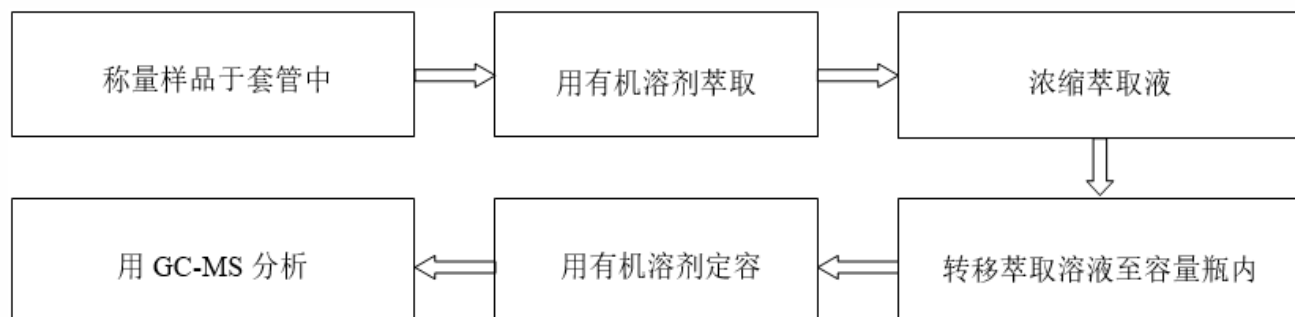 称量样品于套管中
用有机溶剂萃取
浓缩萃取液
转移萃取溶液至容量瓶内
用有机溶剂定容
用 GC-MS 分析